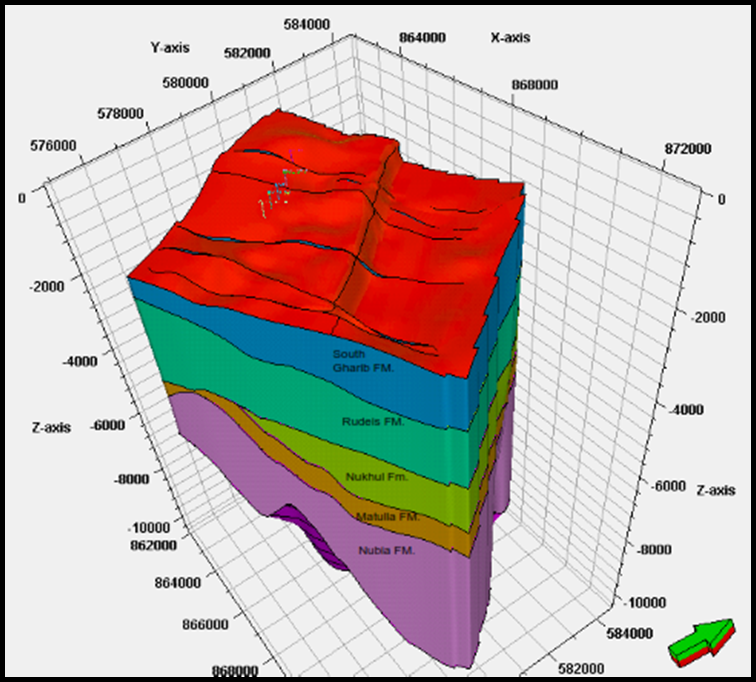 584000
Y-axis
864000
X-axis
582000
580000
868000
578000
576000
872000
0
0
-2000
-2000
South
Gharib FM.
-4000
-4000
Rudeis FM.
Z-axis
-6000
Nukhul Fm.
-8000
-6000
Z-axis
Matulla FM.
-10000
862000
Nubia FM.
-8000
864000
-10000
866000
584000
868000
582000